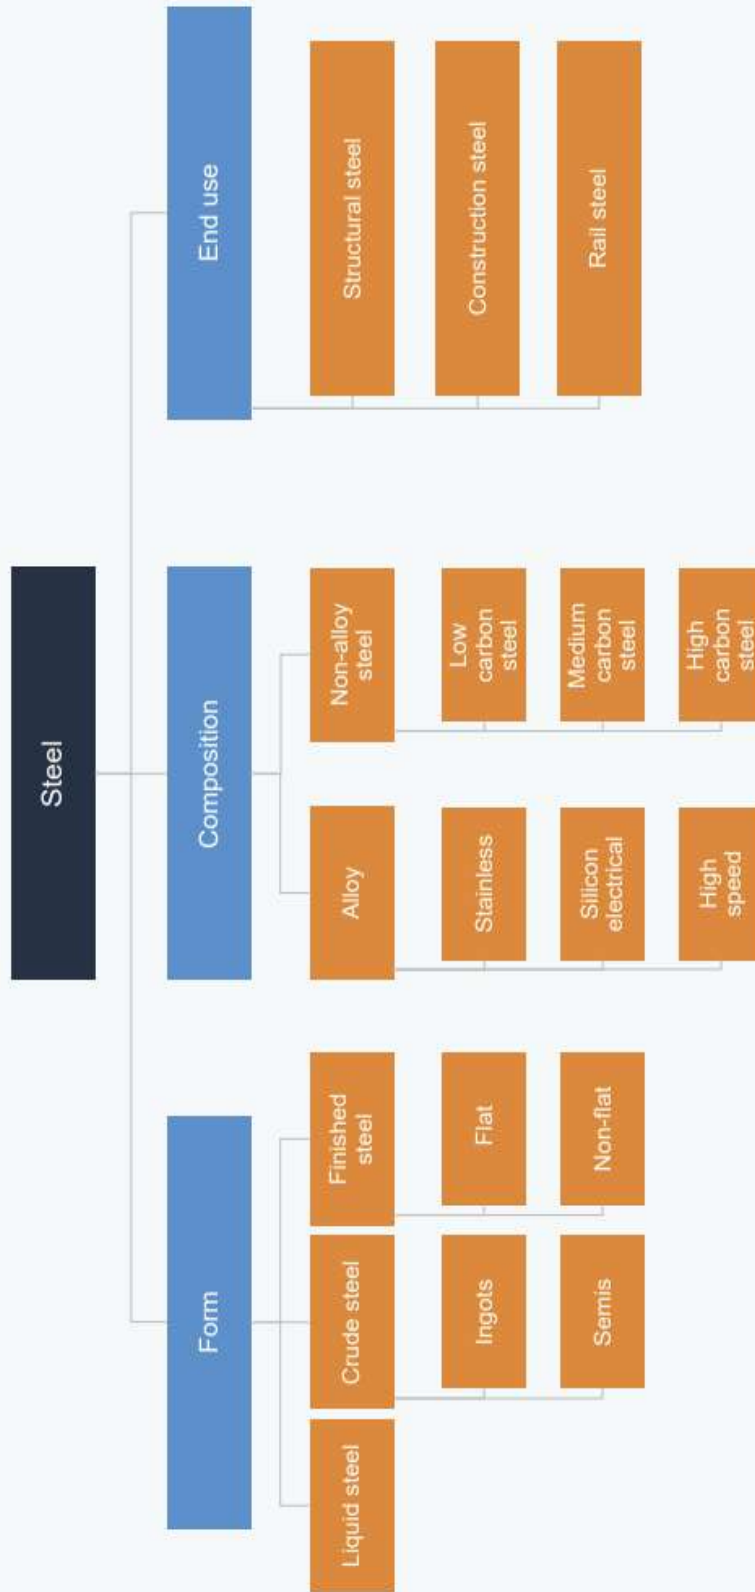 Steel
Form
Composition
End use
Liquid steel
Crude steel
Finished
steel
Alloy
Non-alloy
steel
Structural steel
Ingots
Flat
Stainless
Low
carbon
steel
Construction steel
Semis
Non-flat
Silicon
electrical
Medium
carbon
steel
Rail steel
High
speed
High
carbon
steel